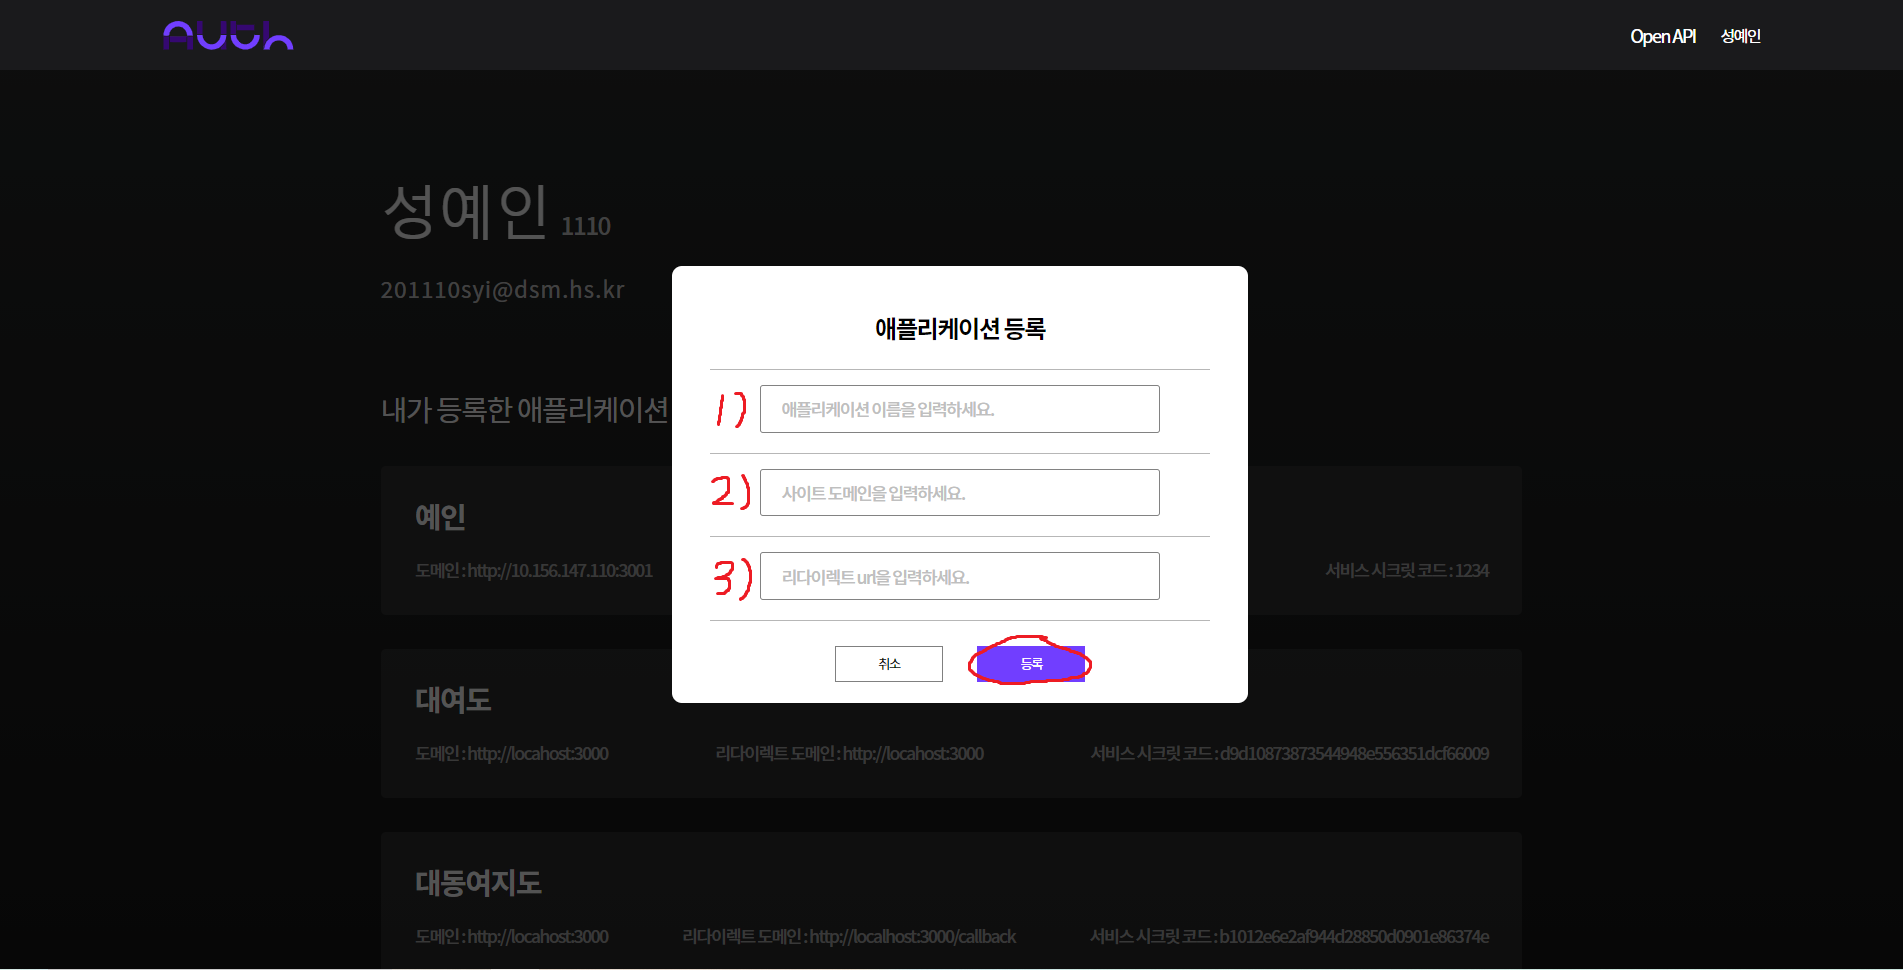 Auth
Open API 성예인
성예인 1110
201110syi@dsm.hs.kr
내가 등록한 애플리케이션
애플리케이션 등록
1) 애플리케이션 이름을 입력하세요.
2) 사이트 도메인을 입력하세요.
3) 리다이렉트 url을 입력하세요.
취소 등록
예인
도메인 : http://10.156.147.110:3001 서비스 시크릿 코드 : 1234
대여도
도메인 : http://locahost:3000 리다이렉트 도메인 : http://locahost:3000 서비스 시크릿 코드 : d9d10873873544948e556351dcf66009
대동여지도
도메인 : http://locahost:3000 리다이렉트 도메인 : http://localhost:3000/callback 서비스 시크릿 코드 : b1012e6e2af944d28850d0901e86374e